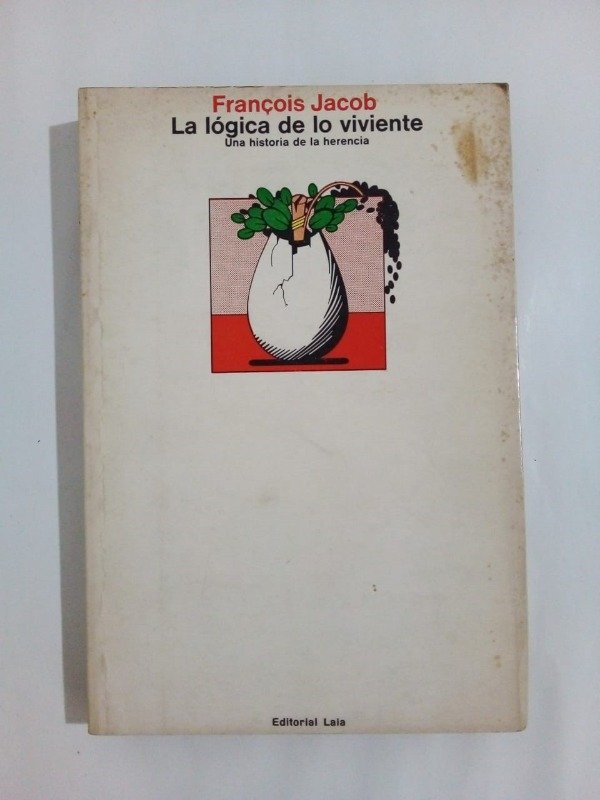 François Jacob
La lógica de lo viviente
Una historia de la herencia
Editorial Laia